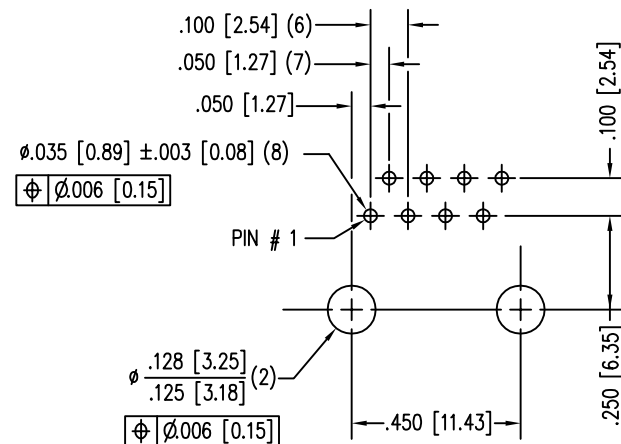 .100 [2.54] (6)
.050 [1.27] (7)
.050 [1.27]
.100 [2.54]
ø.035 [0.89] ±.003 [0.08] (8)
⌖ Ø.006 [0.15]
PIN # 1
ø .128 [3.25]
.125 [3.18] (2)
⌖ Ø.006 [0.15]
.450 [11.43]
.250 [6.35]